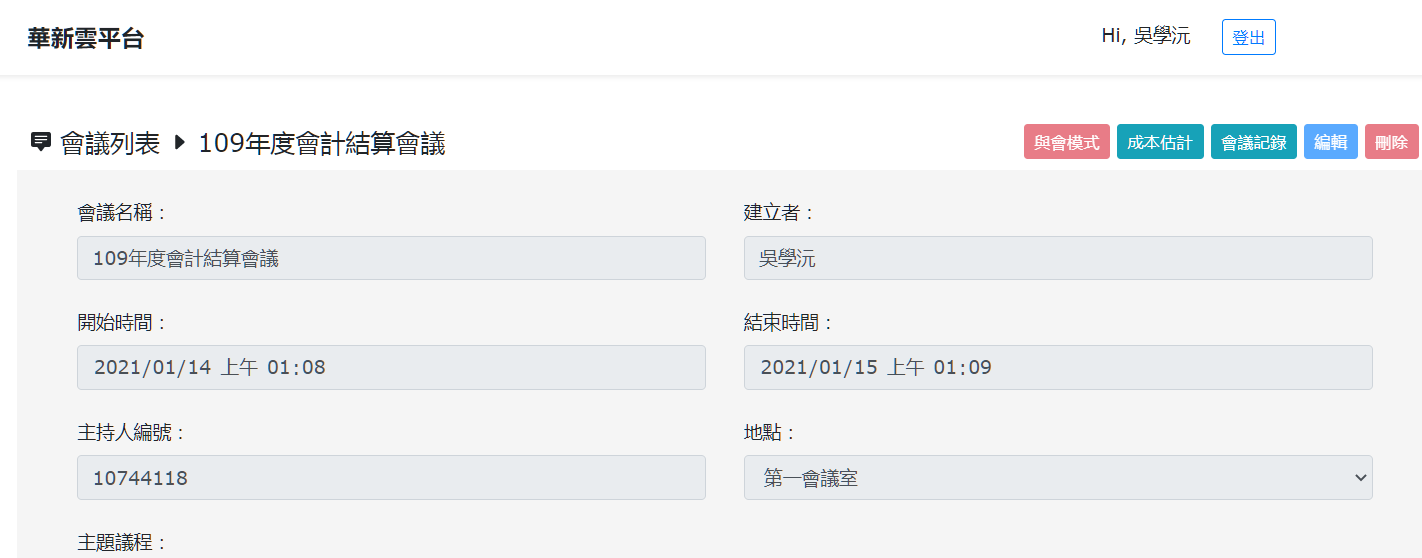 華新雲平台
Hi, 吳學沅 登出
會議列表 109年度會計結算會議
與會模式 成本估計 會議記錄 編輯 刪除
會議名稱： 建立者：
109年度會計結算會議 吳學沅
開始時間： 結束時間：
2021/01/14 上午 01:08 2021/01/15 上午 01:09
主持人編號： 地點：
10744118 第一會議室
主題議程：